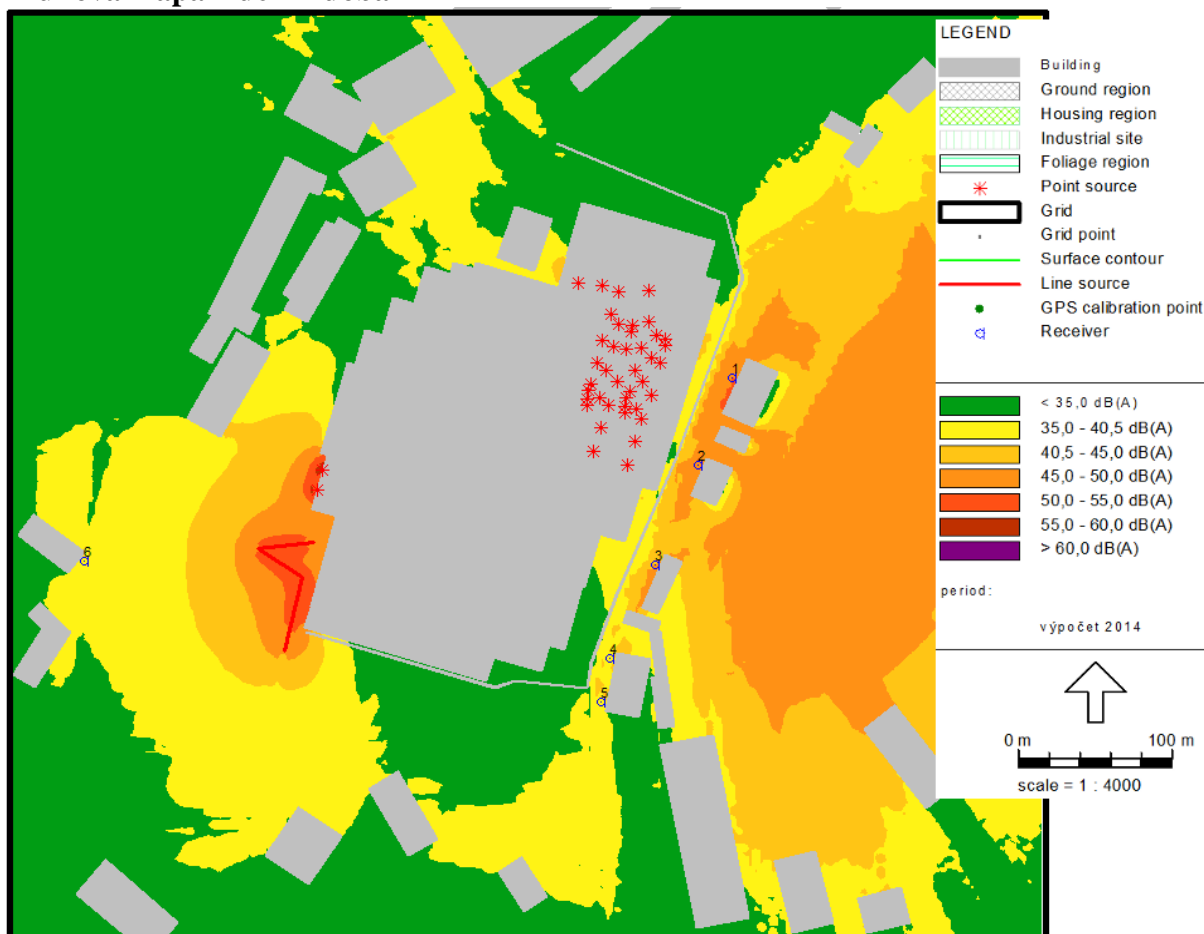 LEGEND
Building
Ground region
Housing region
Industrial site
Foliage region
Point source
Grid
Grid point
Surface contour
Line source
GPS calibration point
Receiver
< 35,0 dB(A)
35,0 - 40,5 dB(A)
40,5 - 45,0 dB(A)
45,0 - 50,0 dB(A)
50,0 - 55,0 dB(A)
55,0 - 60,0 dB(A)
> 60,0 dB(A)
period:
výpočet 2014
0 m 100 m
scale = 1 : 4000
1
2
3
4
5
6